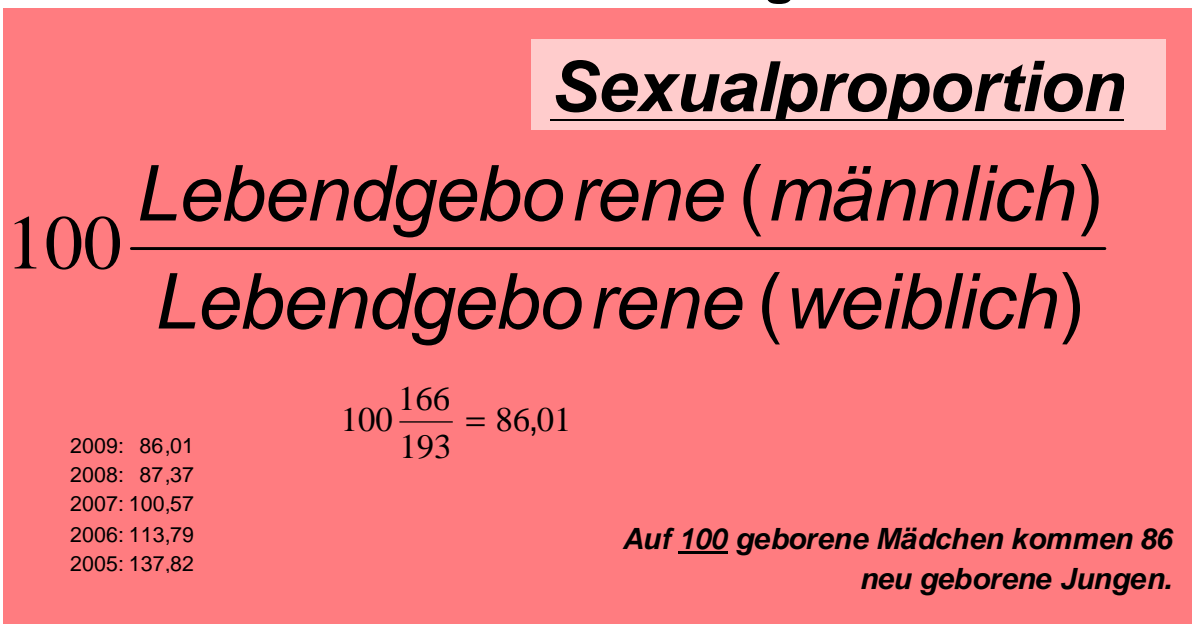 Sexualproportion
100 Lebendgeborene (männlich)
Lebendgeborene (weiblich)
100 166/193 = 86,01
2009: 86,01
2008: 87,37
2007: 100,57
2006: 113,79
2005: 137,82
Auf 100 geborene Mädchen kommen 86
neu geborene Jungen.